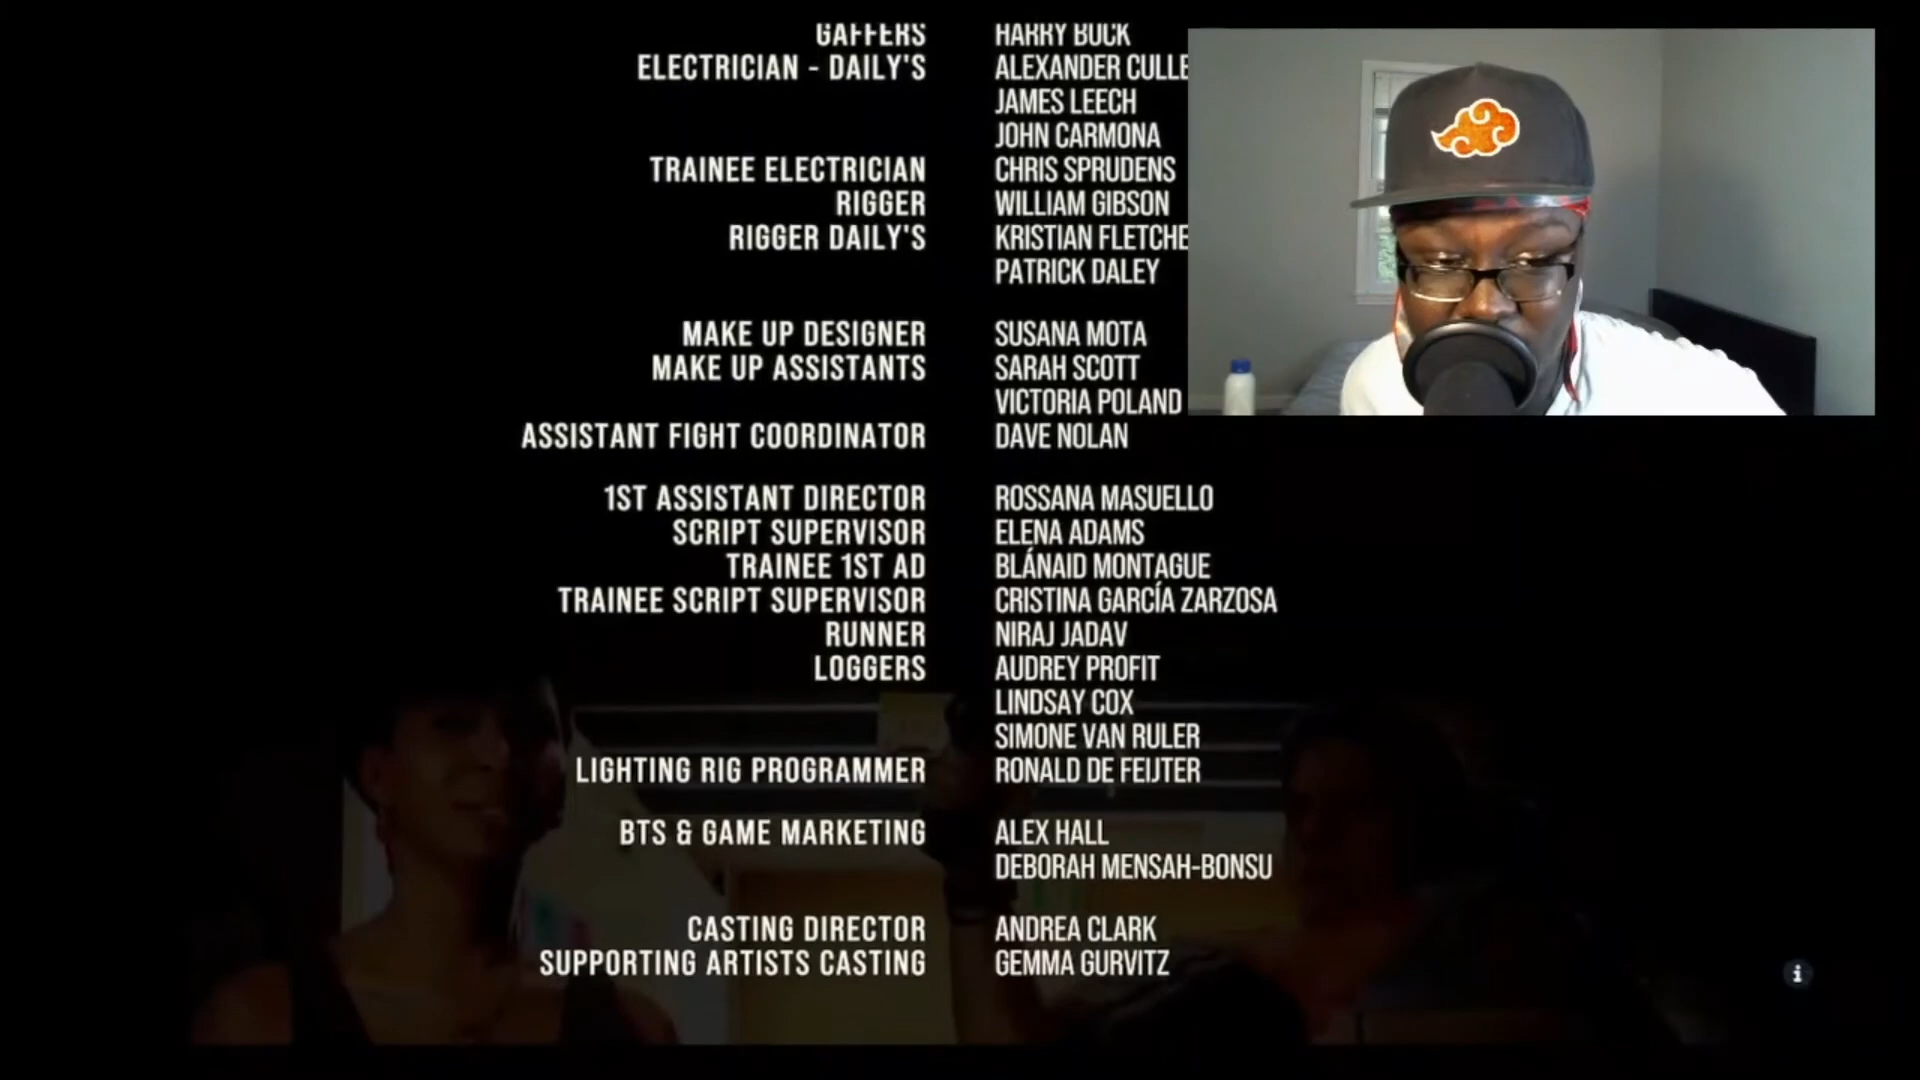 GAFFERS HARRY BUCK
ELECTRICIAN - DAILY'S ALEXANDER CULLE
JAMES LEECH
JOHN CARMONA
TRAINEE ELECTRICIAN CHRIS SPRUDENS
RIGGER WILLIAM GIBSON
RIGGER DAILY'S KRISTIAN FLETCHE
PATRICK DALEY
MAKE UP DESIGNER SUSANA MOTA
MAKE UP ASSISTANTS SARAH SCOTT
VICTORIA POLAND
ASSISTANT FIGHT COORDINATOR DAVE NOLAN
1ST ASSISTANT DIRECTOR ROSSANA MASUELLO
SCRIPT SUPERVISOR ELENA ADAMS
TRAINEE 1ST AD BLÁNAID MONTAGUE
TRAINEE SCRIPT SUPERVISOR CRISTINA GARCÍA ZARZOSA
RUNNER NIRAJ JADAV
LOGGERS AUDREY PROFIT
LINDSAY COX
SIMONE VAN RULER
LIGHTING RIG PROGRAMMER RONALD DE FEIJTER
BTS & GAME MARKETING ALEX HALL
DEBORAH MENSAH-BONSU
CASTING DIRECTOR ANDREA CLARK
SUPPORTING ARTISTS CASTING GEMMA GURVITZ